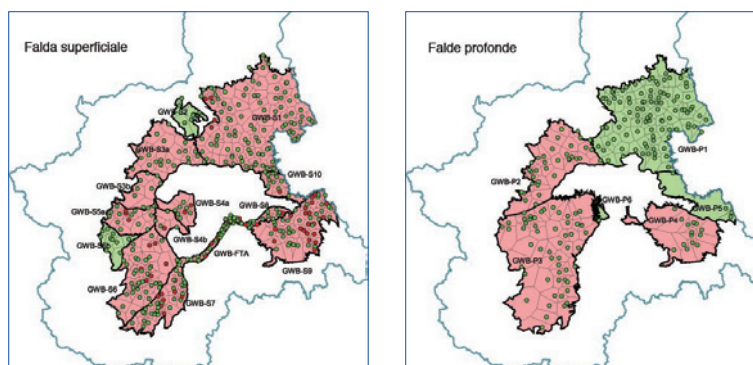 Falda superficiale
GWB-S2
GWB-S1
GWB-S3a
GWB-S10
GWB-S3b
GWB-S4a
GWB-S5a
GWB-S8
GWB-S4b
GWB-FTA
GWB-S9
GWB-S6
GWB-S7
Falde profonde
GWB-P1
GWB-P2
GWB-P6
GWB-P5
GWB-P4
GWB-P3